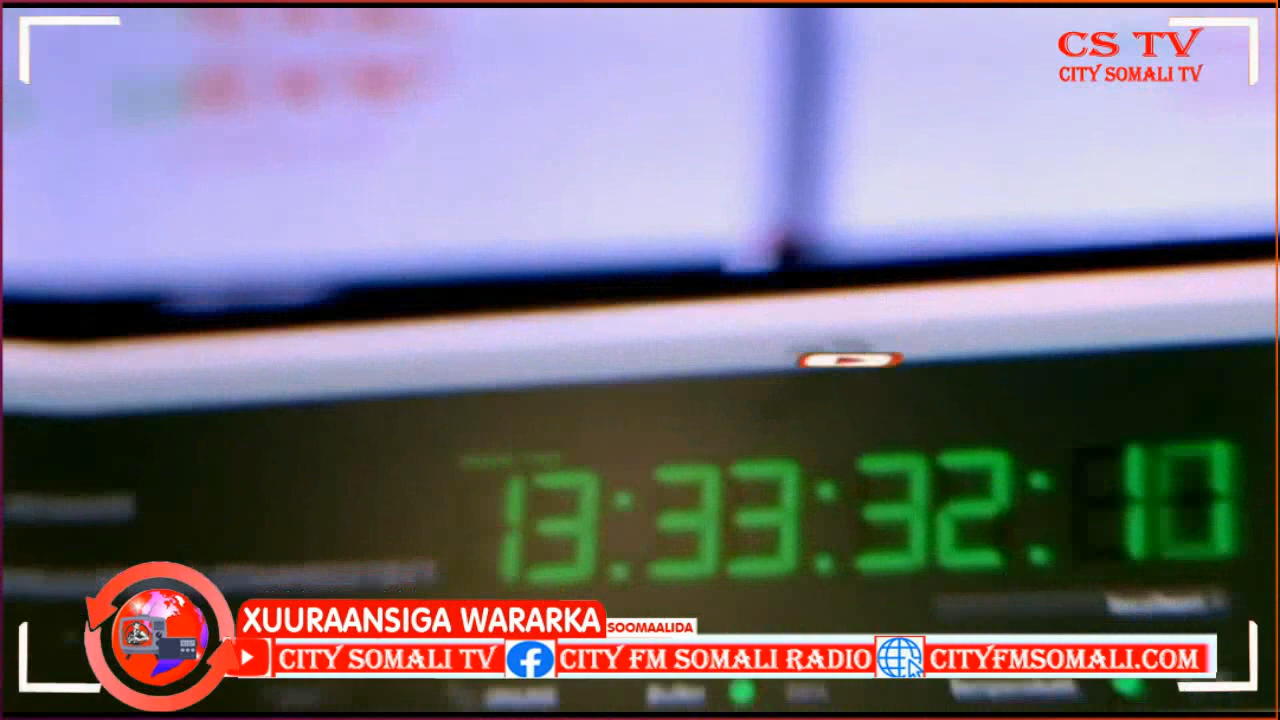 CS TV
CITY SOMALI TV
13:33:32:10
XUURAANSIGA WARARKA
SOOMAALIDA
CITY SOMALI TV CITY FM SOMALI RADIO CITYFMSOMALI.COM